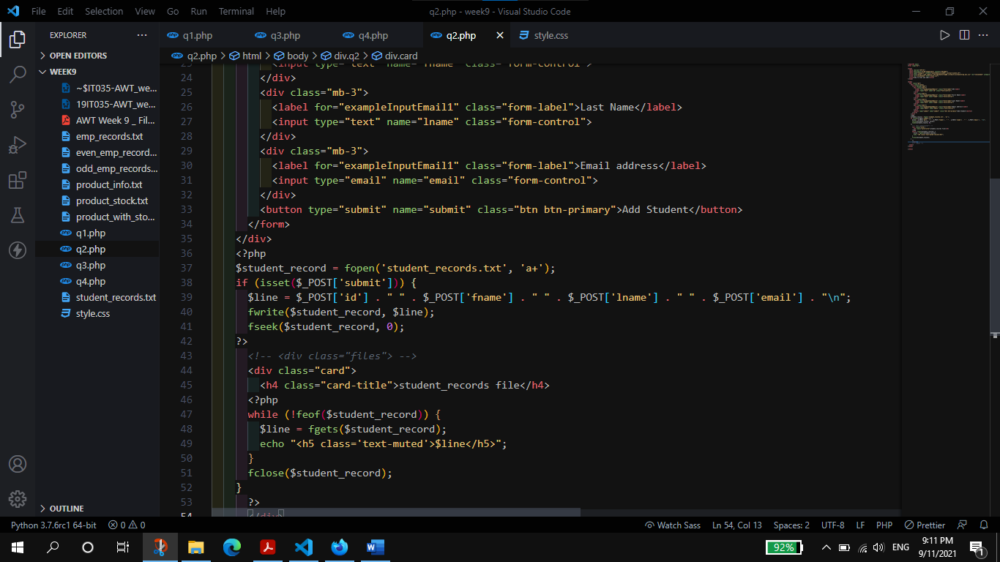 File Edit Selection View Go Run Terminal Help q2.php - week9 - Visual Studio Code
EXPLORER
q1.php q3.php q4.php q2.php style.css
OPEN EDITORS
q2.php > html > body > div.q2 > div.card
WEEK9
~$IT035-AWT_we...
19IT035-AWT_we...
AWT Week 9 _ Fil...
emp_records.txt
even_emp_record...
odd_emp_records...
product_info.txt
product_stock.txt
product_with_sto...
q1.php
q2.php
q3.php
q4.php
student_records.txt
style.css
OUTLINE
23 <input type="text" name="fname" class="form-control">
24 </div>
25 <div class="mb-3">
26 <label for="exampleInputEmail1" class="form-label">Last Name</label>
27 <input type="text" name="lname" class="form-control">
28 </div>
29 <div class="mb-3">
30 <label for="exampleInputEmail1" class="form-label">Email address</label>
31 <input type="email" name="email" class="form-control">
32 </div>
33 <button type="submit" name="submit" class="btn btn-primary">Add Student</button>
34 </form>
35 </div>
36 <?php
37 $student_record = fopen('student_records.txt', 'a+');
38 if (isset($_POST['submit'])) {
39 $line = $_POST['id'] . " " . $_POST['fname'] . " " . $_POST['lname'] . " " . $_POST['email'] . "\n";
40 fwrite($student_record, $line);
41 fseek($student_record, 0);
42 ?>
43 <!-- <div class="files"> -->
44 <div class="card">
45 <h4 class="card-title">student_records file</h4>
46 <?php
47 while (!feof($student_record)) {
48 $line = fgets($student_record);
49 echo "<h5 class='text-muted'>$line</h5>";
50 }
51 fclose($student_record);
52 }
53 ?>
54 </div>
Python 3.7.6rc1 64-bit 0 0 Watch Sass Ln 54, Col 13 Spaces: 2 UTF-8 LF PHP Prettier
92% ENG 9:11 PM
9/11/2021 1